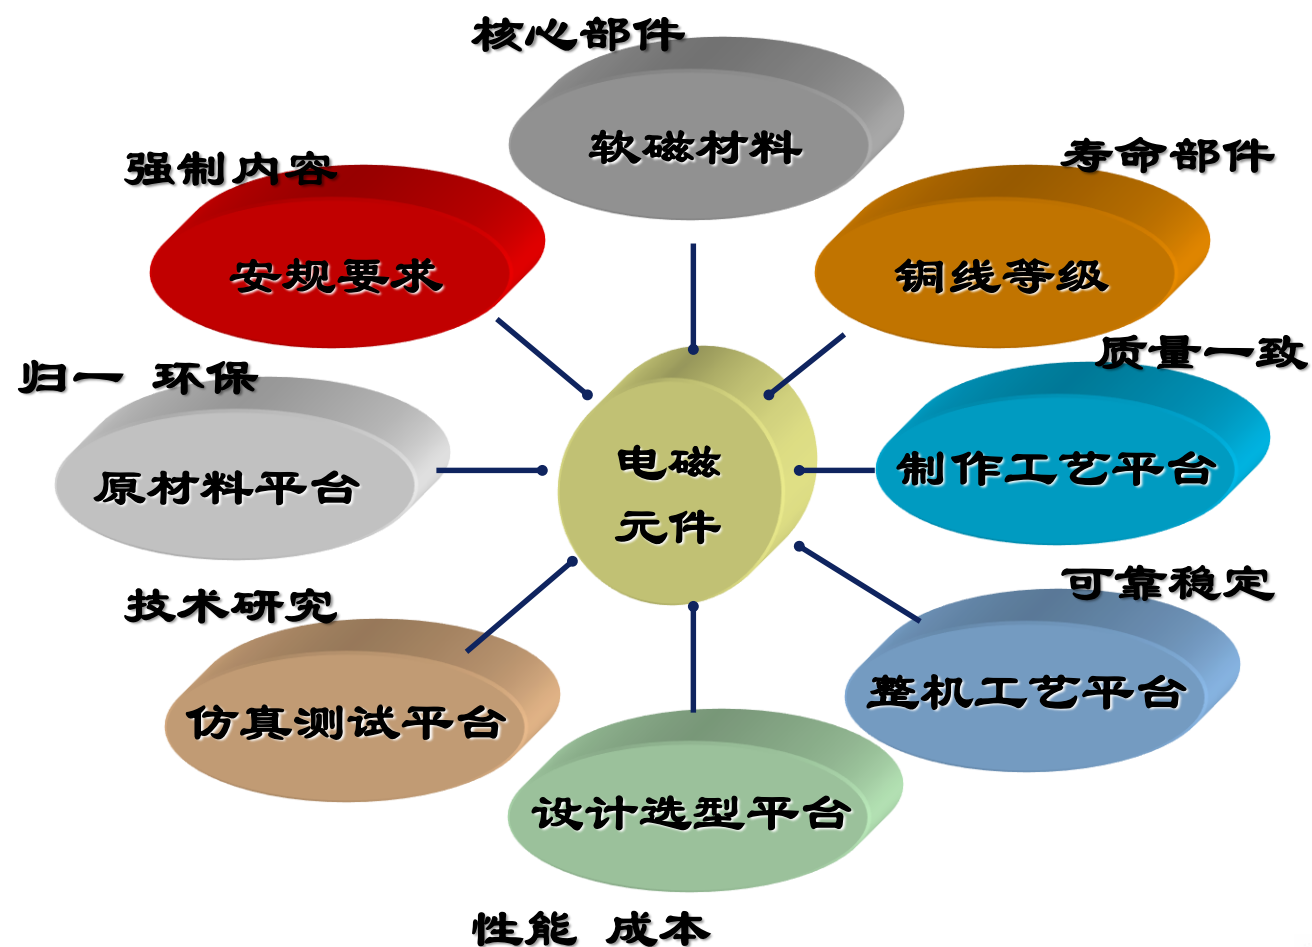 核心部件
软磁材料
强制内容
安规要求
寿命部件
铜线等级
归一 环保
原材料平台
质量一致
制作工艺平台
电磁
元件
技术研究
仿真测试平台
可靠稳定
整机工艺平台
设计选型平台
性能 成本